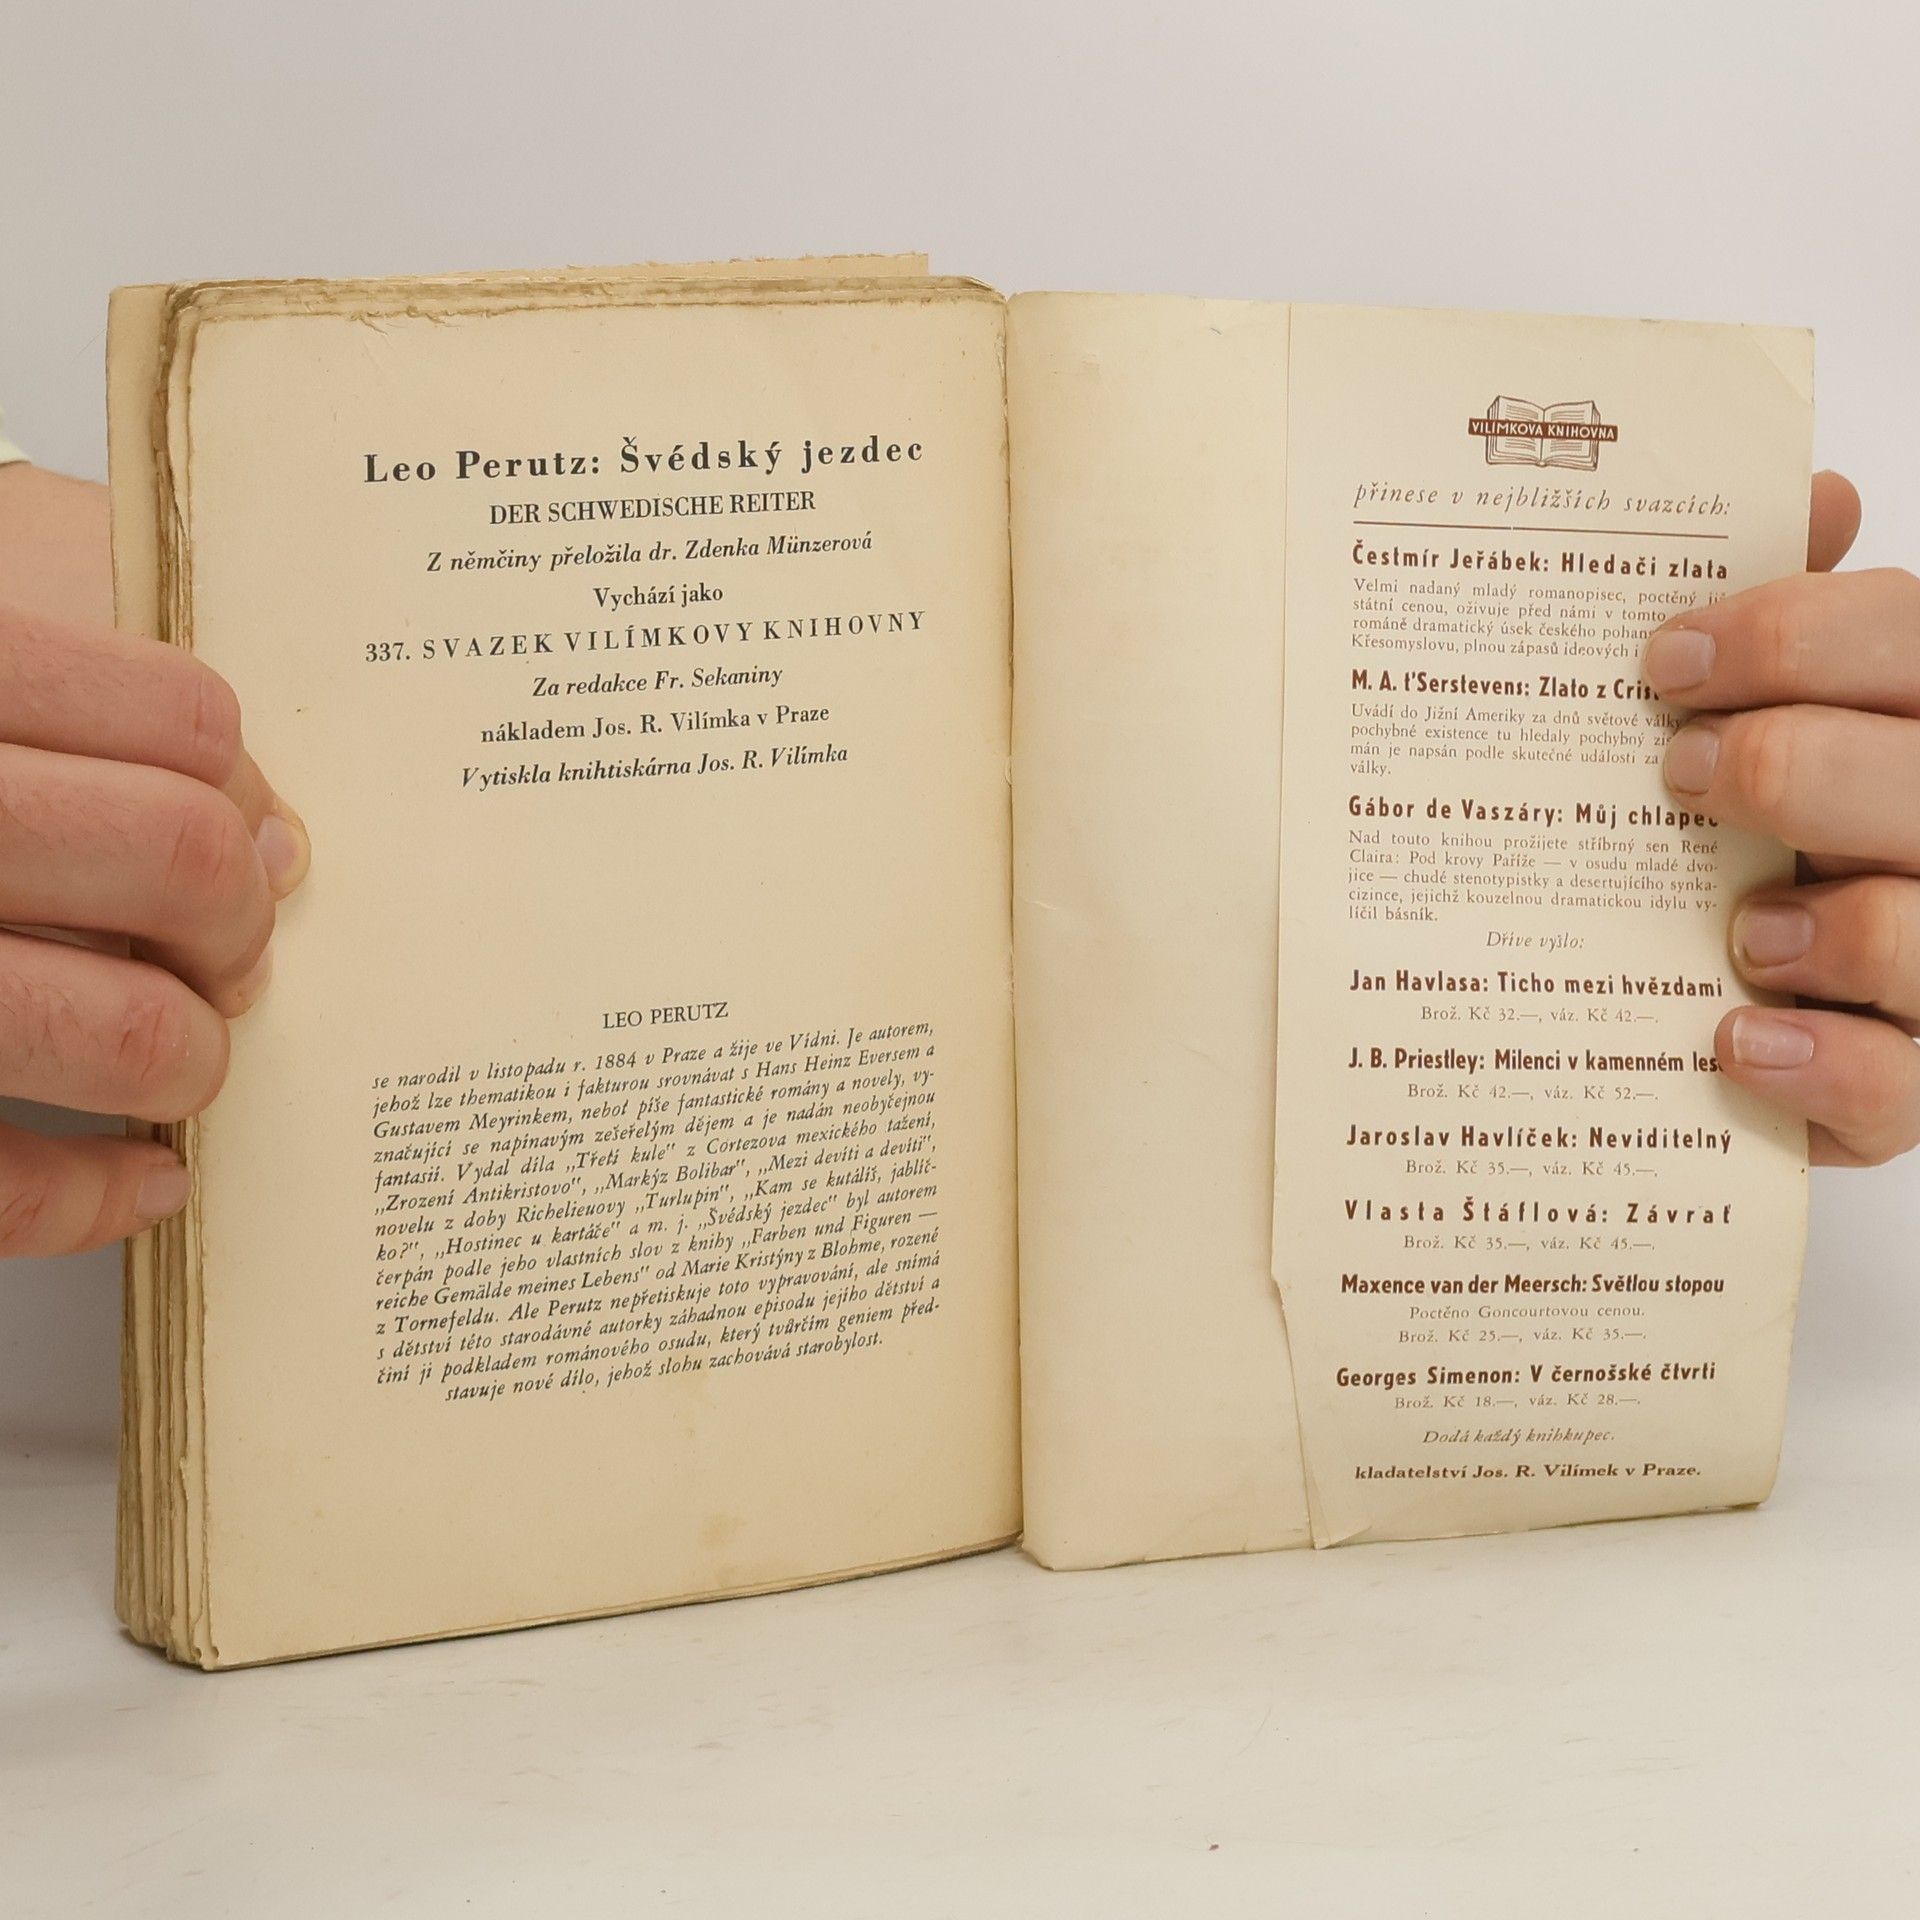 Leo Perutz: Švédský jezdec
DER SCHWEDISCHE REITER
Z němčiny přeložila dr. Zdenka Münzerová
Vychází jako
337. SVAZEK VILÍMKOVY KNIHOVNY
Za redakce Fr. Sekaniny
nákladem Jos. R. Vilímka v Praze
Vytiskla knihtiskárna Jos. R. Vilímka
LEO PERUTZ
se narodil v listopadu r. 1884 v Praze a žije ve Vídni. Je autorem,
jehož lze thematikou i fakturou srovnávat s Hans Heinz Eversem a
Gustavem Meyrinkem, neboť píše fantastické romány a novely, vy-
značující se napínavým zešeřelým dějem a je nadán neobyčejnou
fantasií. Vydal díla „Třetí kule" z Cortezova mexického tažení,
„Zrození Antikristovo", „Markýz Bolibar", „Mezi devíti a devíti",
novelu z doby Richelieuovy „Turlupin", „Kam se kutálíš, jablíč-
ko?", „Hostinec u kartáče" a m. j. „Švédský jezdec" byl autorem
čerpán podle jeho vlastních slov z knihy „Farben und Figuren —
reiche Gemälde meines Lebens" od Marie Kristýny z Blohme, rozené
z Tornefeldu. Ale Perutz nepřetiskuje toto vypravování, ale snímá
s dětství této starodávné autorky záhadnou episodu jejího dětství a
činí ji podkladem románového osudu, který tvůrčím geniem před-
stavuje nové dílo, jehož slohu zachovává starobylost.
VILÍMKOVA KNIHOVNA
přinese v nejbližších svazcích:
Čestmír Jeřábek: Hledači zlata
Velmi nadaný mladý romanopisec, poctěný již
státní cenou, oživuje před námi v tomto
románě dramatický úsek českého pohans
Křesomyslovu, plnou zápasů ideových i
M. A. t'Serstevens: Zlato z Cris
Uvádí do Jižní Ameriky za dnů světové války
pochybné existence tu hledaly pochybný zis
mán je napsán podle skutečné události za
války.
Gábor de Vaszáry: Můj chlapec
Nad touto knihou prožijete stříbrný sen René
Claira: Pod krovy Paříže — v osudu mladé dvo-
jice — chudé stenotypistky a desertujícího synka-
cizince, jejichž kouzelnou dramatickou idylu vy-
líčil básník.
Dříve vyšlo:
Jan Havlasa: Ticho mezi hvězdami
Brož. Kč 32.—, váz. Kč 42.—.
J. B. Priestley: Milenci v kamenném les
Brož. Kč 42.—, váz. Kč 52.—.
Jaroslav Havlíček: Neviditelný
Brož. Kč 35.—, váz. Kč 45.—,
Vlasta Štáflová: Závrať
Brož. Kč 35.—, váz. Kč 45.—.
Maxence van der Meersch: Světlou stopou
Poctěno Goncourtovou cenou.
Brož. Kč 25.—, váz. Kč 35.—.
Georges Simenon: V černošské čtvrti
Brož. Kč 18.—, váz. Kč 28.—.
Dodá každý knihkupec.
kladatelství Jos. R. Vilímek v Praze.